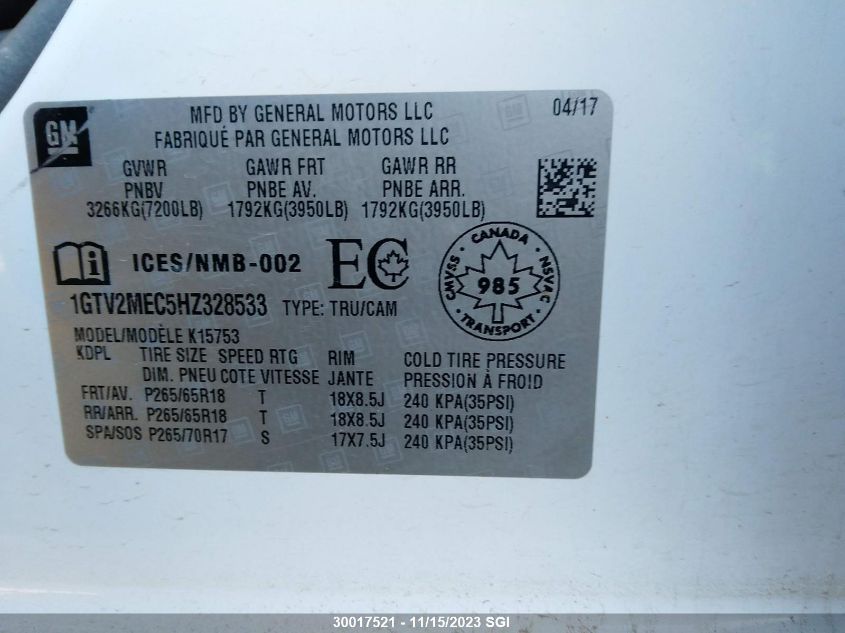 GM
MFD BY GENERAL MOTORS LLC 04/17
FABRIQUÉ PAR GENERAL MOTORS LLC
GVWR GAWR FRT GAWR RR
PNBV PNBE AV. PNBE ARR.
3266KG(7200LB) 1792KG(3950LB) 1792KG(3950LB)
i ICES/NMB-002 EC
CANADA
CMVSS 985 NSVAC
TRANSPORT
1GTV2MEC5HZ328533 TYPE: TRU/CAM
MODEL/MODÈLE K15753
KDPL TIRE SIZE SPEED RTG RIM COLD TIRE PRESSURE
DIM. PNEU COTE VITESSE JANTE PRESSION À FROID
FRT/AV. P265/65R18 T 18X8.5J 240 KPA(35PSI)
RR/ARR. P265/65R18 T 18X8.5J 240 KPA(35PSI)
SPA/SOS P265/70R17 S 17X7.5J 240 KPA(35PSI)
30017521 - 11/15/2023 SGI